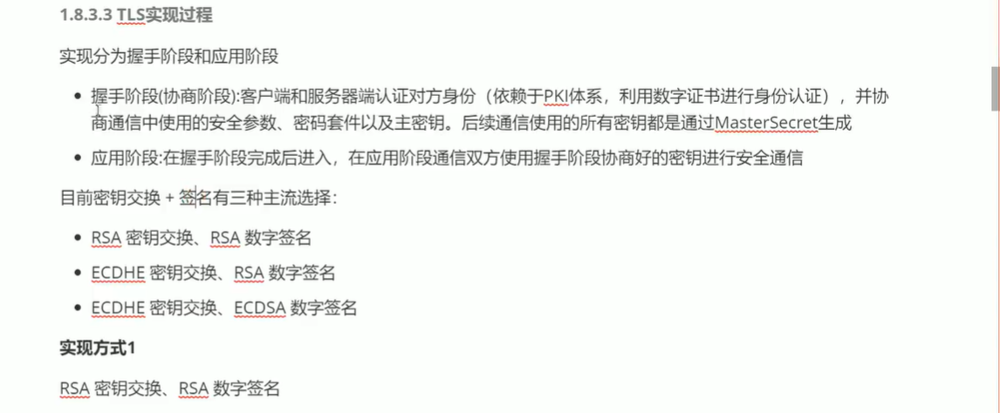 1.8.3.3 TLS实现过程
实现分为握手阶段和应用阶段
握手阶段(协商阶段):客户端和服务器端认证对方身份（依赖于PKI体系，利用数字证书进行身份认证），并协
商通信中使用的安全参数、密码套件以及主密钥。后续通信使用的所有密钥都是通过MasterSecret生成
应用阶段:在握手阶段完成后进入，在应用阶段通信双方使用握手阶段协商好的密钥进行安全通信
目前密钥交换 + 签名有三种主流选择：
RSA 密钥交换、RSA 数字签名
ECDHE 密钥交换、RSA 数字签名
ECDHE 密钥交换、ECDSA 数字签名
实现方式1
RSA 密钥交换、RSA 数字签名